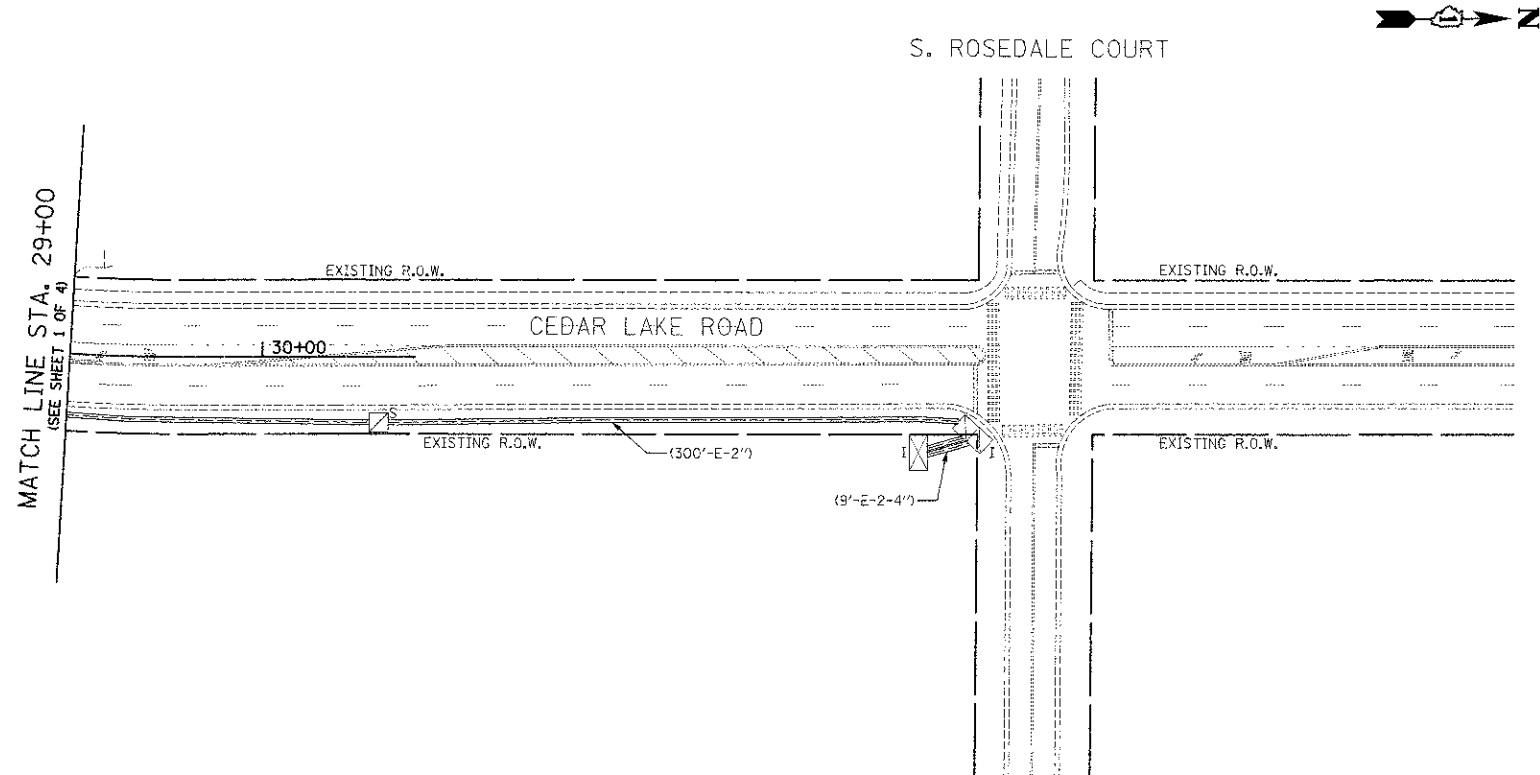 N
S. ROSEDALE COURT
MATCH LINE STA. 29+00
(SEE SHEET 1 OF 4)
EXISTING R.O.W.
EXISTING R.O.W.
CEDAR LAKE ROAD
30+00
S
EXISTING R.O.W.
EXISTING R.O.W.
(300'-E-2")
I
I
(9'-E-2-4")